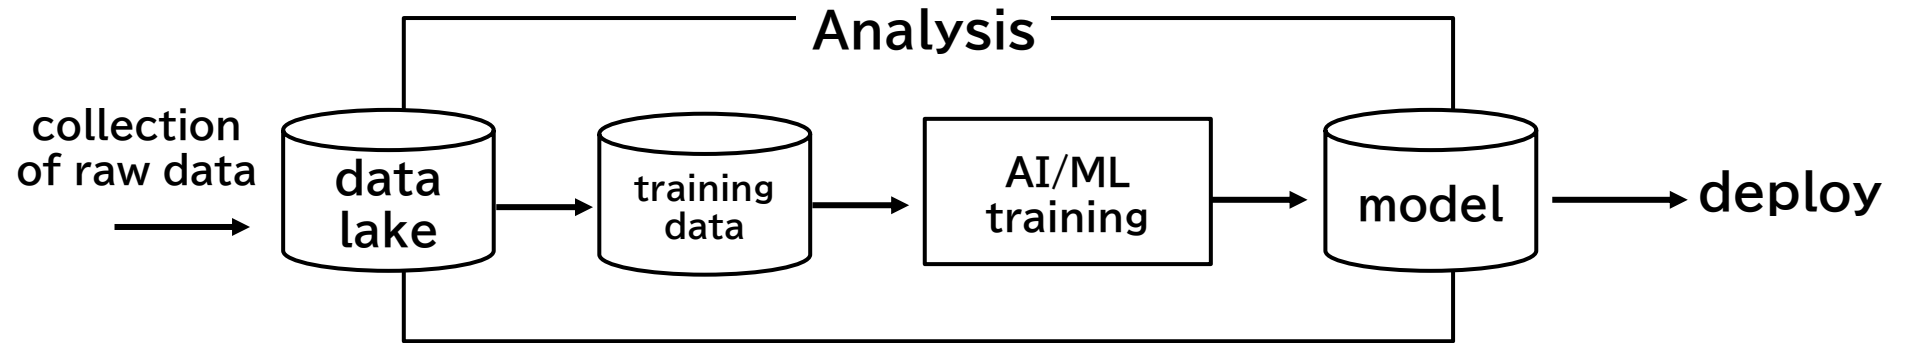 Analysis
collection
of raw data
data
lake
training
data
AI/ML
training
model
deploy